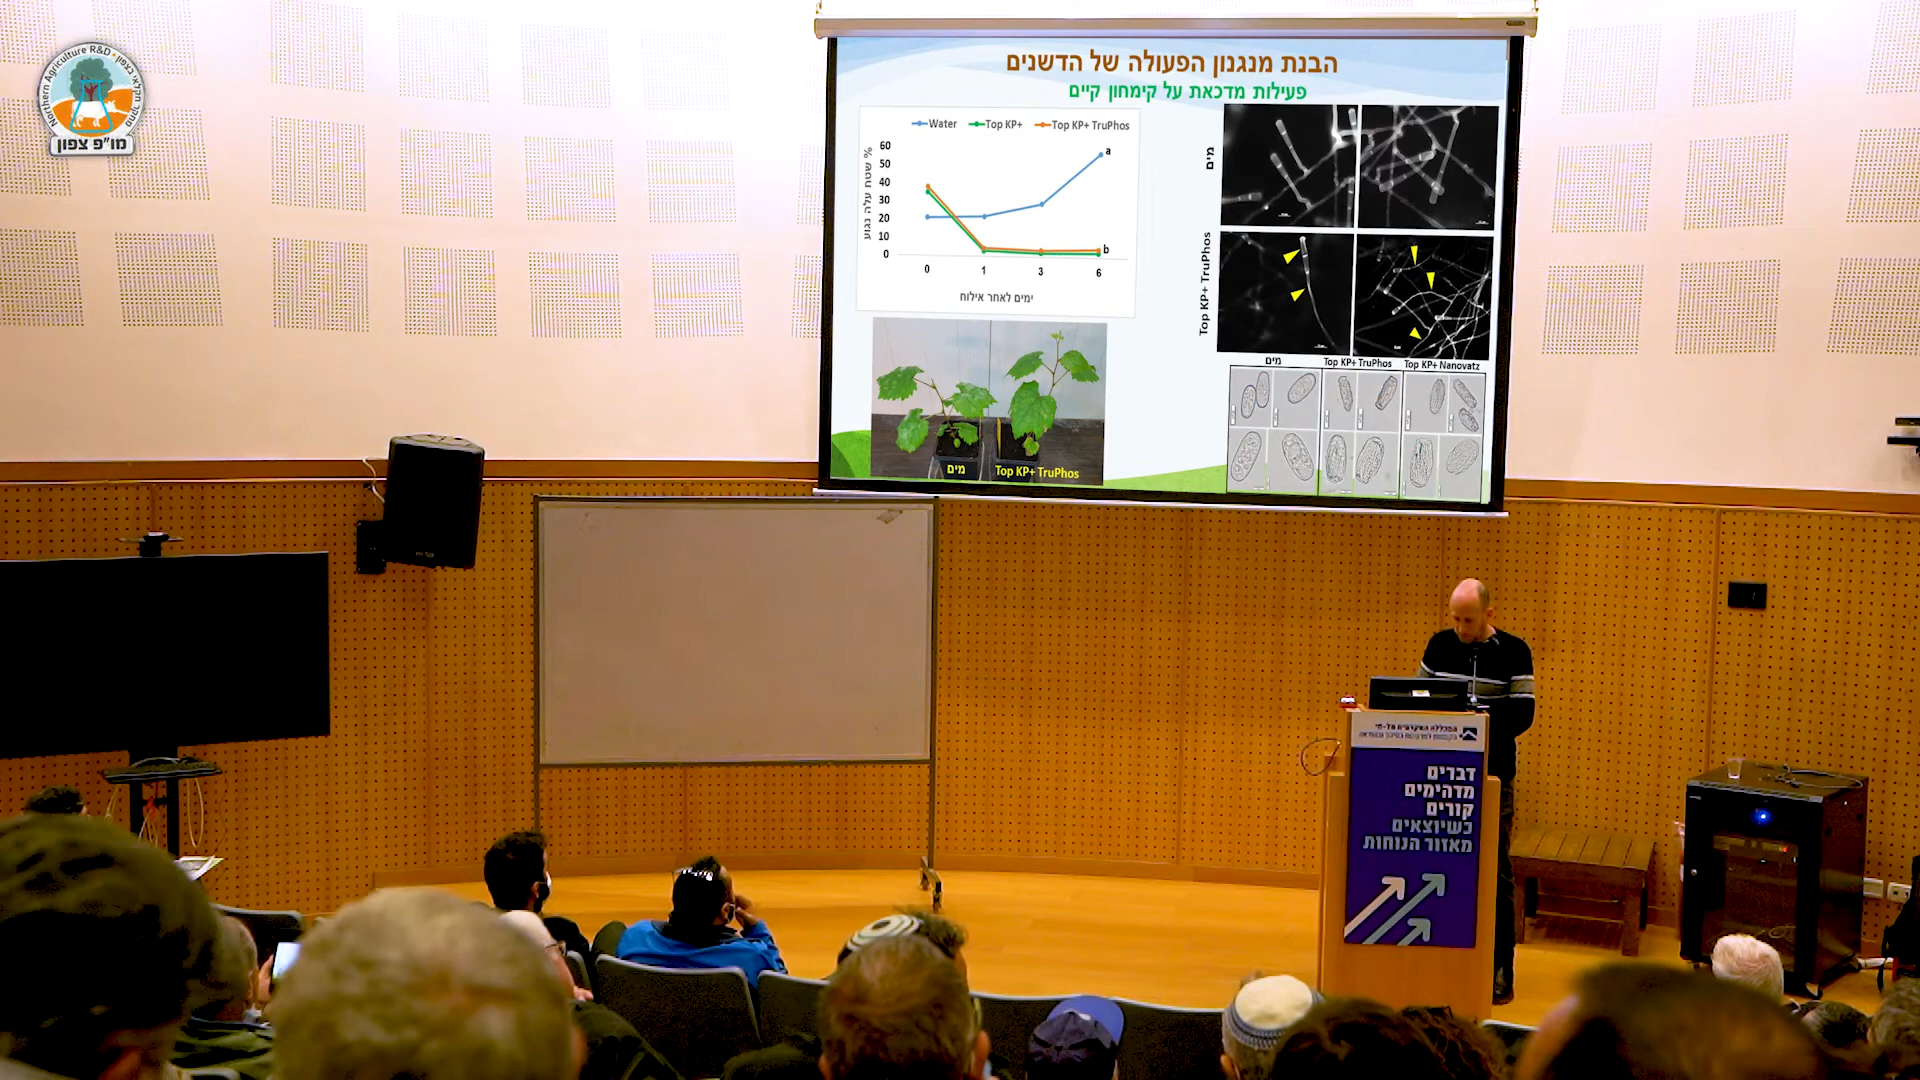 Northern Agriculture R&D
מו"פ צפון
הבנת מנגנון הפעולה של הדשנים
פעילות מדכאת על קימחון קיים
Water
Top KP+
Top KP+ TruPhos
% שטח עלה נגוע
60
50
40
30
20
10
0
a
b
0 1 3 6
ימים לאחר אילוח
מים
Top KP+ TruPhos
מים
Top KP+ TruPhos
מים
Top KP+ TruPhos
Top KP+ Nanovatz
דברים
מדהימים
קורים
כשיוצאים
מאזור הנוחות